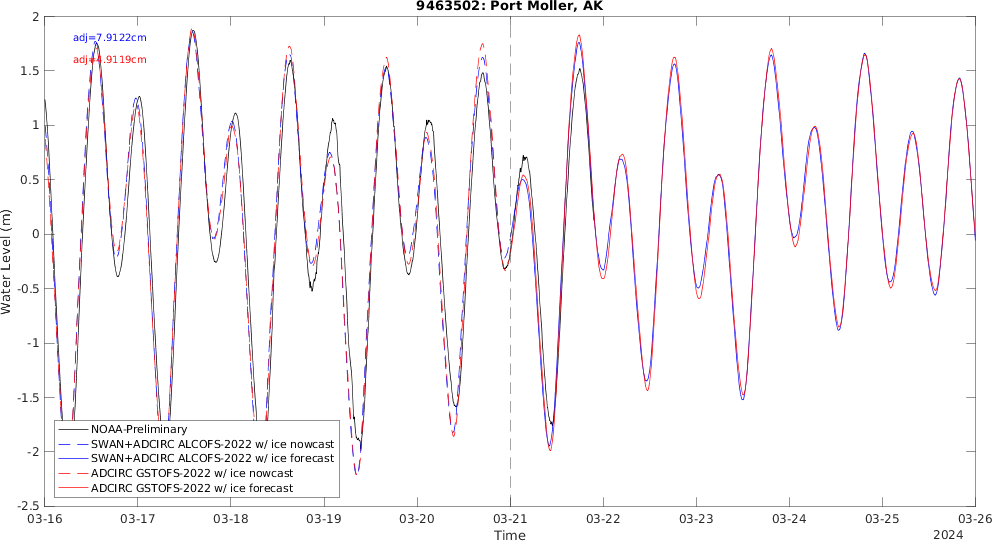 9463502: Port Moller, AK
adj=7.9122cm
adj=4.9119cm
2
1.5
1
0.5
0
-0.5
-1
-1.5
-2
-2.5
Water Level (m)
NOAA-Preliminary
SWAN+ADCIRC ALCOFS-2022 w/ ice nowcast
SWAN+ADCIRC ALCOFS-2022 w/ ice forecast
ADCIRC GSTOFS-2022 w/ ice nowcast
ADCIRC GSTOFS-2022 w/ ice forecast
03-16 03-17 03-18 03-19 03-20 03-21 03-22 03-23 03-24 03-25 03-26
Time
2024